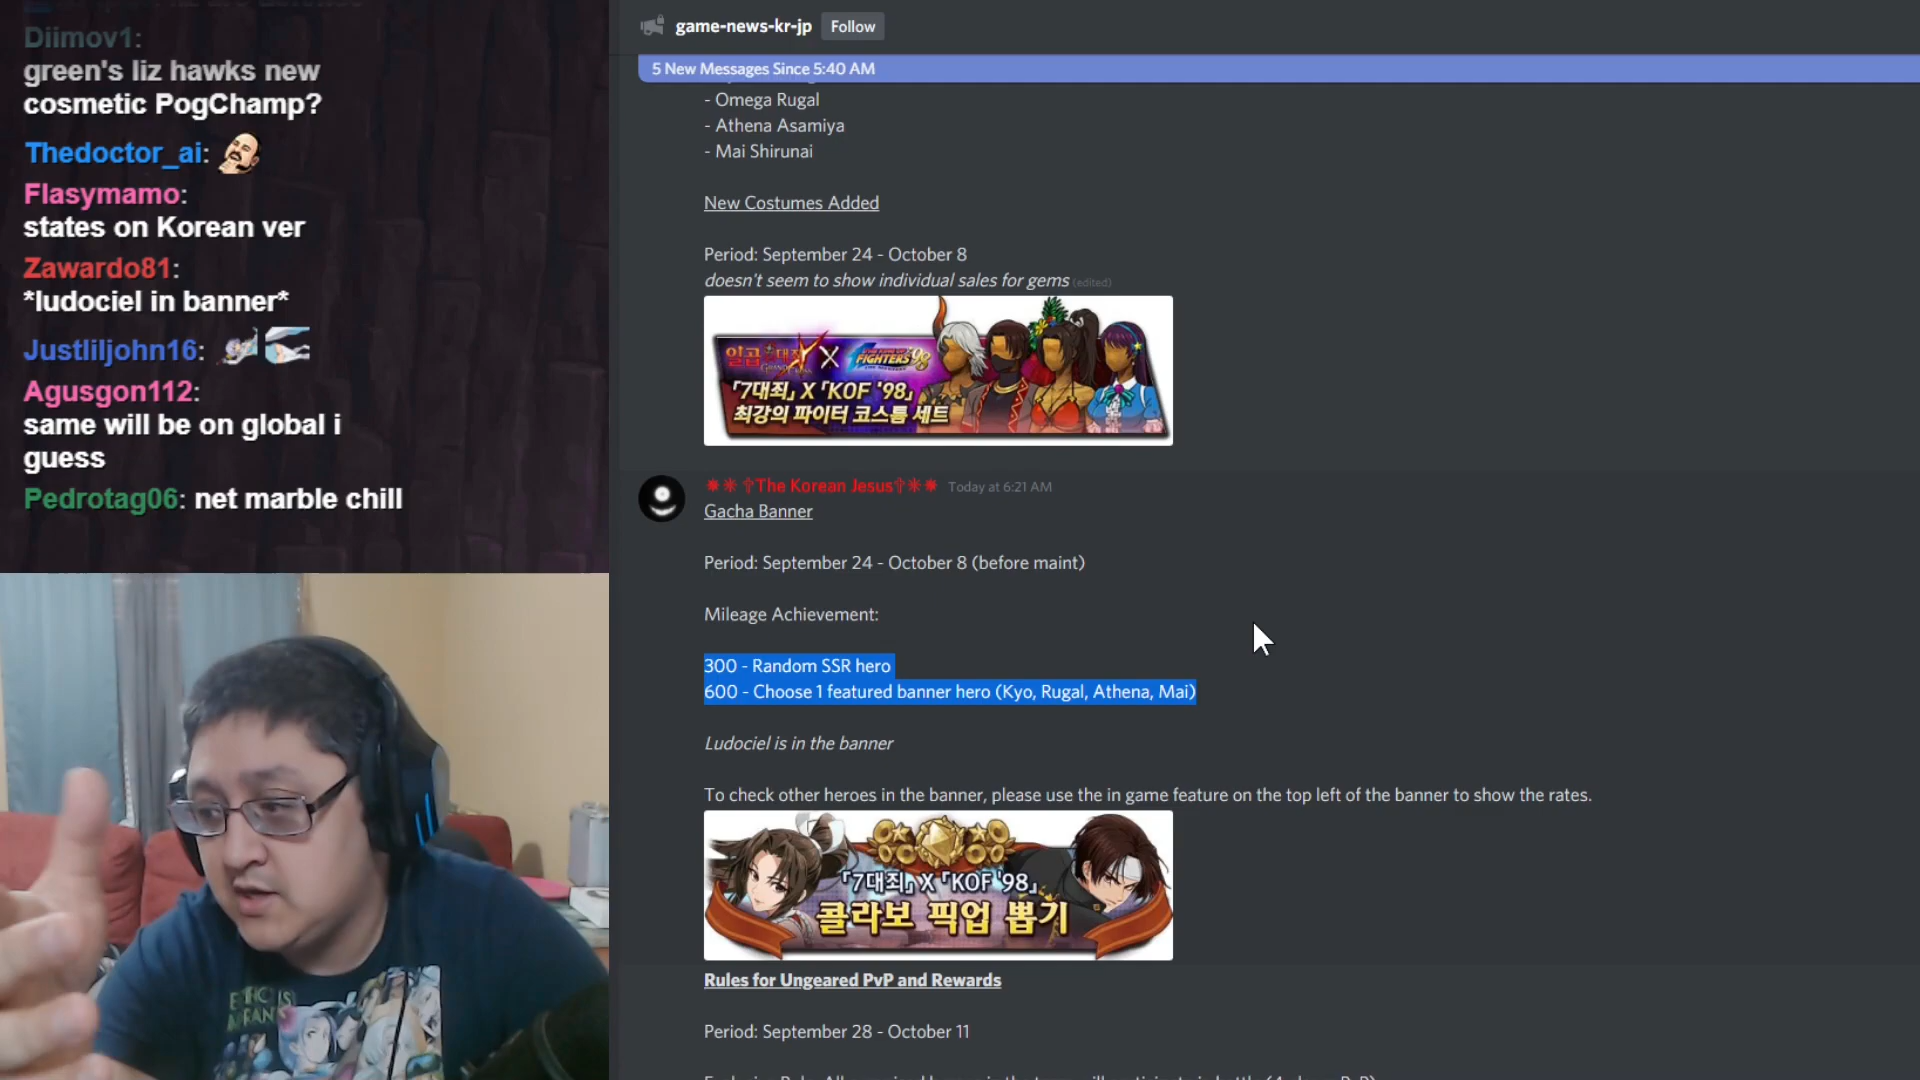 Diimov1:
green's liz hawks new
cosmetic PogChamp?
Thedoctor_ai:
Flasymamo:
states on Korean ver
Zawardo81:
*ludociel in banner*
Justliljohn16:
Agusgon112:
same will be on global i
guess
Pedrotag06: net marble chill
game-news-kr-jp Follow
5 New Messages Since 5:40 AM
- Omega Rugal
- Athena Asamiya
- Mai Shirunai
New Costumes Added
Period: September 24 - October 8
doesn't seem to show individual sales for gems (edited)
일곱 대죄 X FIGHTERS '98
「7대죄」 X 「KOF '98」
최강의 파이터 코스튬 세트
The Korean Jesus Today at 6:21 AM
Gacha Banner
Period: September 24 - October 8 (before maint)
Mileage Achievement:
300 - Random SSR hero
600 - Choose 1 featured banner hero (Kyo, Rugal, Athena, Mai)
Ludociel is in the banner
To check other heroes in the banner, please use the in game feature on the top left of the banner to show the rates.
「7대죄」 X 「KOF '98」
콜라보 픽업 뽑기
Rules for Ungeared PvP and Rewards
Period: September 28 - October 11